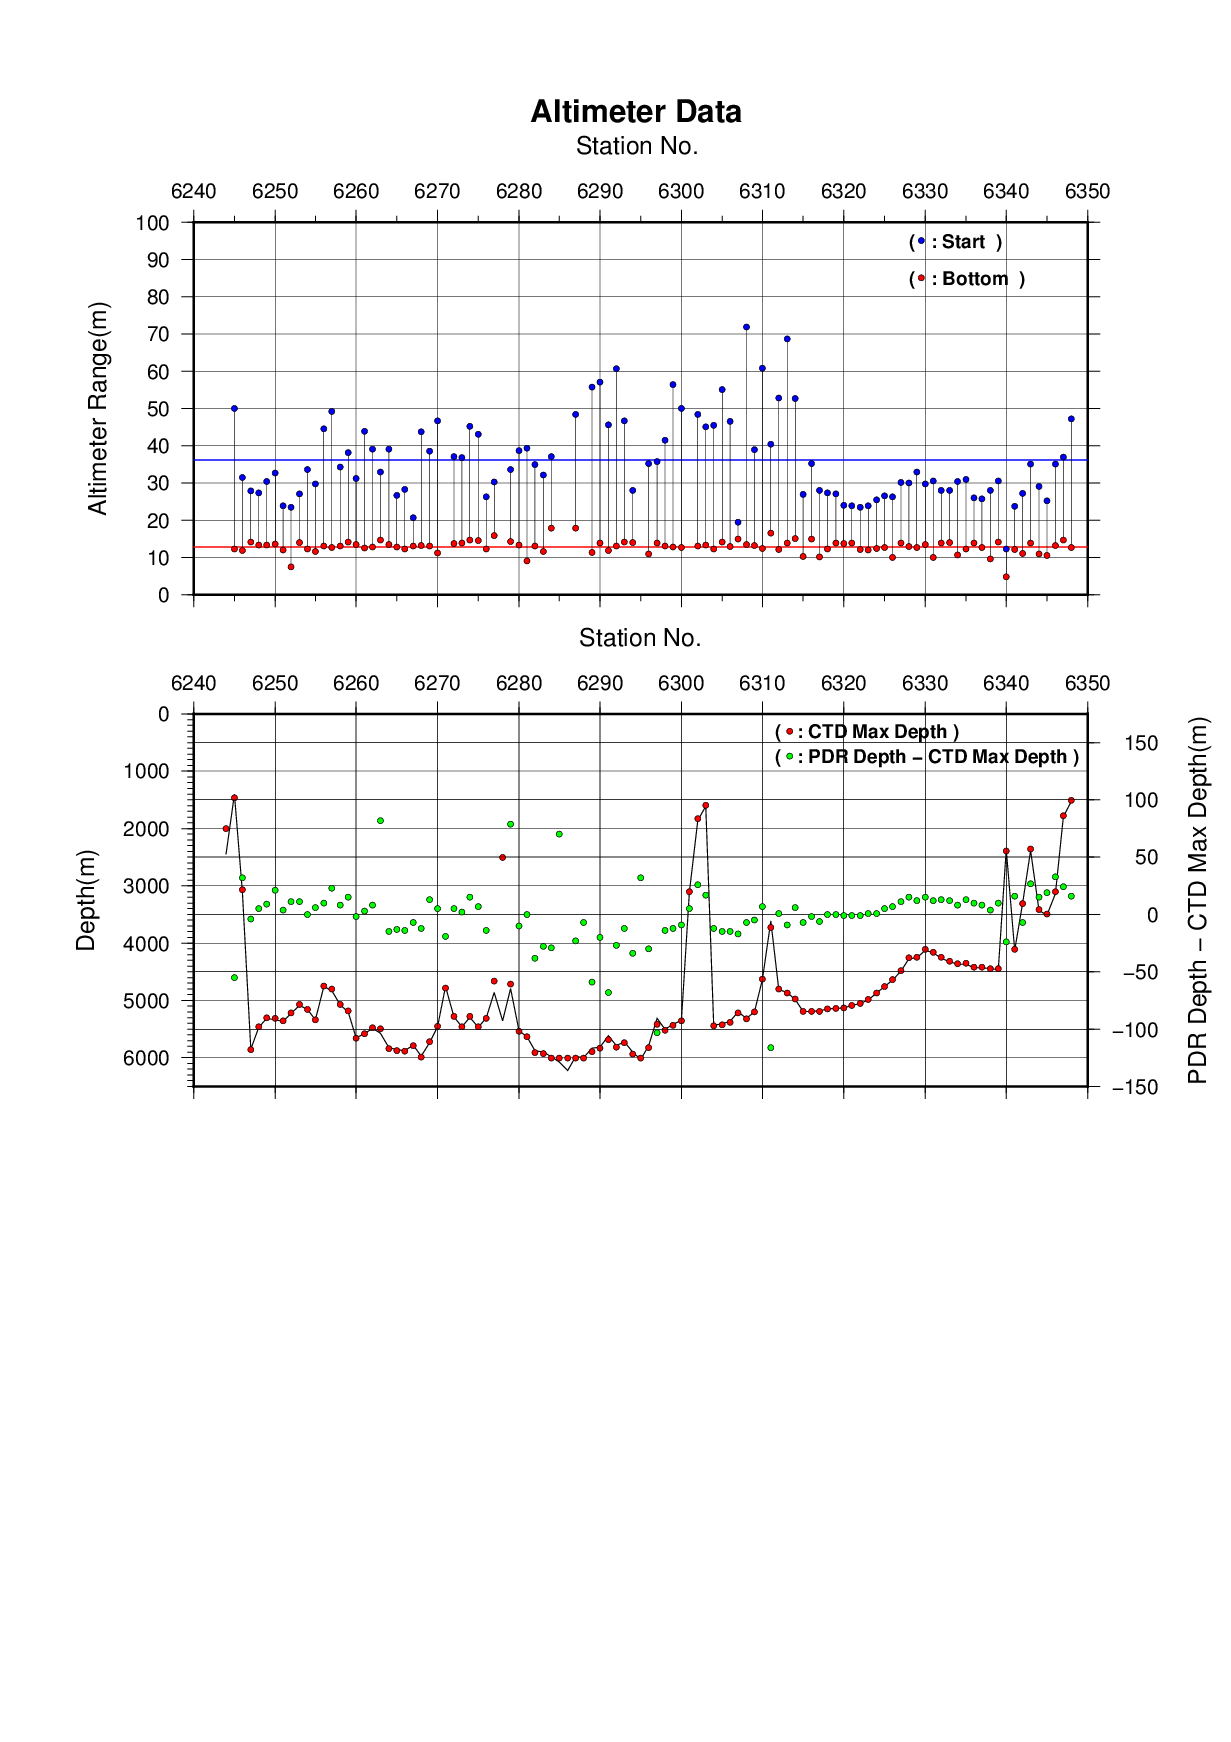 Altimeter Data
Station No.
6240 6250 6260 6270 6280 6290 6300 6310 6320 6330 6340 6350
100
90
80
70
60
50
40
30
20
10
0
Altimeter Range(m)
( : Start )
( : Bottom )
Station No.
6240 6250 6260 6270 6280 6290 6300 6310 6320 6330 6340 6350
0
1000
2000
3000
4000
5000
6000
Depth(m)
( : CTD Max Depth )
( : PDR Depth − CTD Max Depth )
150
100
50
0
−50
−100
−150
PDR Depth − CTD Max Depth(m)